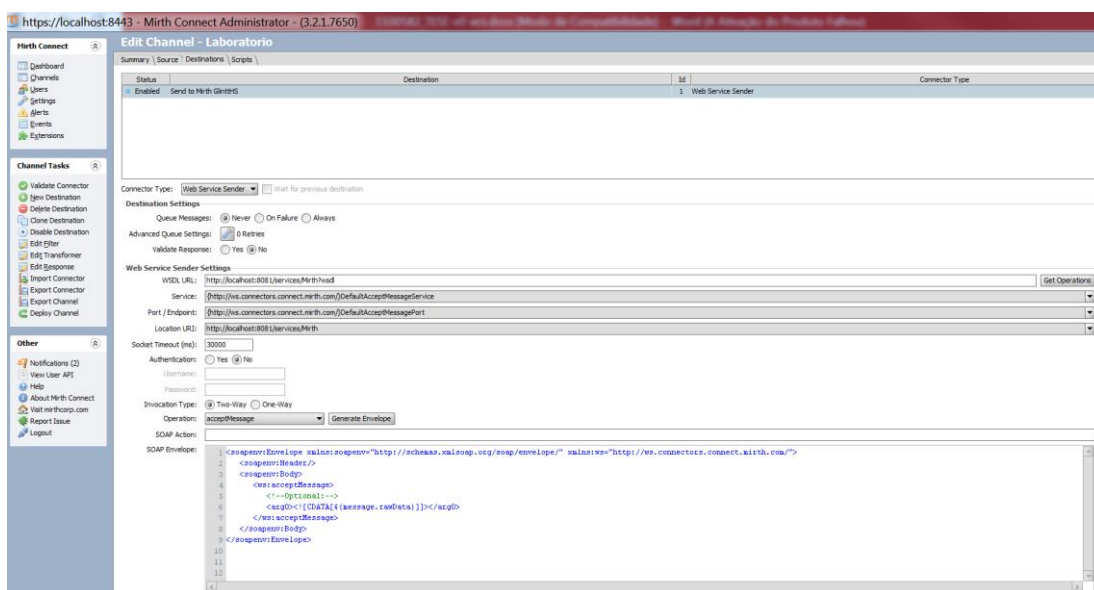 https://localhost:8443 - Mirth Connect Administrator - (3.2.1.7650)
Mirth Connect
Dashboard
Channels
Users
Settings
Alerts
Events
Extensions
Channel Tasks
Validate Connector
New Destination
Delete Destination
Clone Destination
Disable Destination
Edit Filter
Edit Transformer
Edit Response
Import Connector
Export Connector
Export Channel
Deploy Channel
Other
Notifications (2)
View User API
Help
About Mirth Connect
Visit mirthcorp.com
Report Issue
Logout
Edit Channel - Laboratorio
Summary Source Destinations Scripts
Status Destination Id Connector Type
Enabled Send to Mirth GlinttHS 1 Web Service Sender
Connector Type: Web Service Sender Wait for previous destination
Destination Settings
Queue Messages: Never On Failure Always
Advanced Queue Settings: 0 Retries
Validate Response: Yes No
Web Service Sender Settings
WSDL URL: http://localhost:8081/services/Mirth?wsdl Get Operations
Service: {http://ws.connectors.connect.mirth.com/}DefaultAcceptMessageService
Port / Endpoint: {http://ws.connectors.connect.mirth.com/}DefaultAcceptMessagePort
Location URI: http://localhost:8081/services/Mirth
Socket Timeout (ms): 30000
Authentication: Yes No
Username:
Password:
Invocation Type: Two-Way One-Way
Operation: acceptMessage Generate Envelope
SOAP Action:
SOAP Envelope:
1 <soapenv:Envelope xmlns:soapenv="http://schemas.xmlsoap.org/soap/envelope/" xmlns:ws="http://ws.connectors.connect.mirth.com/">
2 <soapenv:Header/>
3 <soapenv:Body>
4 <ws:acceptMessage>
5 <!--Optional:-->
6 <arg0><![CDATA[${message.rawData}]]></arg0>
7 </ws:acceptMessage>
8 </soapenv:Body>
9 </soapenv:Envelope>
10
11
12